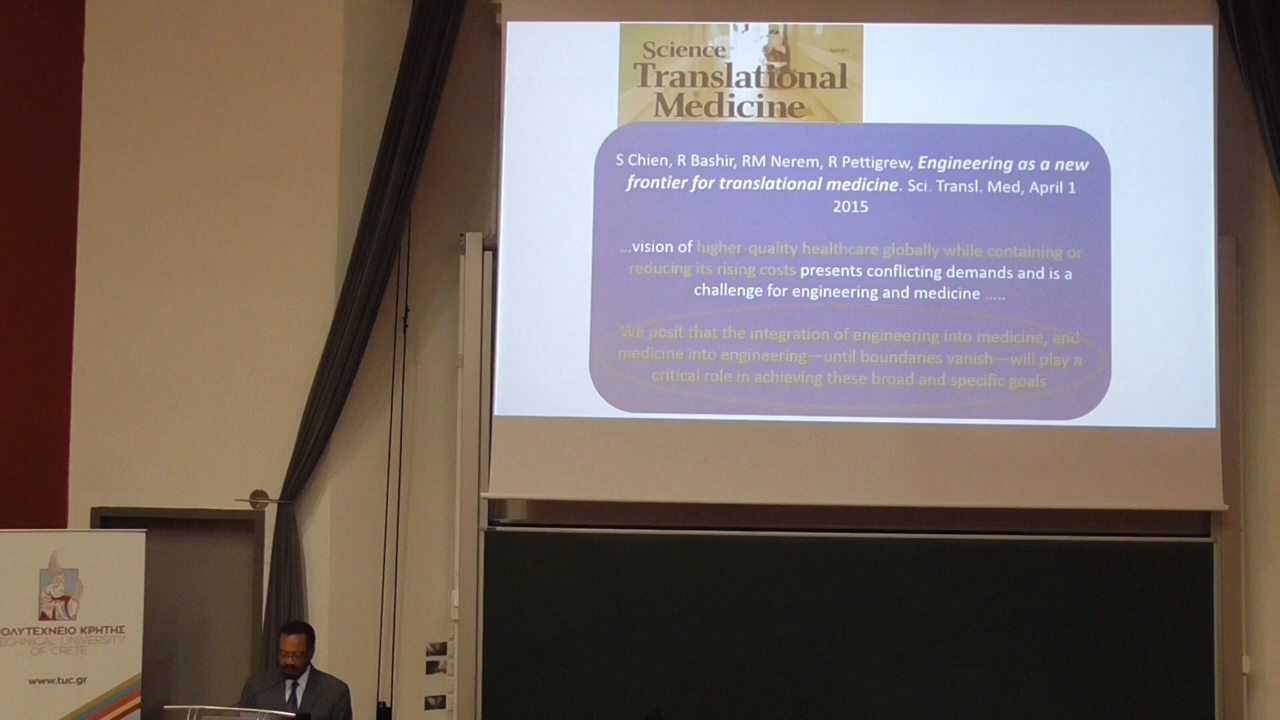 Science
Translational
Medicine
S Chien, R Bashir, RM Nerem, R Pettigrew, Engineering as a new
frontier for translational medicine. Sci. Transl. Med, April 1
2015
...vision of higher-quality healthcare globally while containing or
reducing its rising costs presents conflicting demands and is a
challenge for engineering and medicine .....
We posit that the integration of engineering into medicine, and
medicine into engineering—until boundaries vanish—will play a
critical role in achieving these broad and specific goals
ΟΛΥΤΕΧΝΕΙΟ ΚΡΗΤΗΣ
ECHNICAL UNIVERSITY
OF CRETE
www.tuc.gr